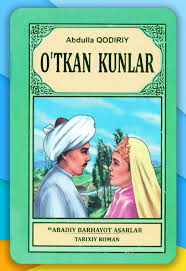 Abdulla QODIRIY
O'TKAN KUNLAR
ABADIY BARHAYOT ASARLAR
TARIXIY ROMAN